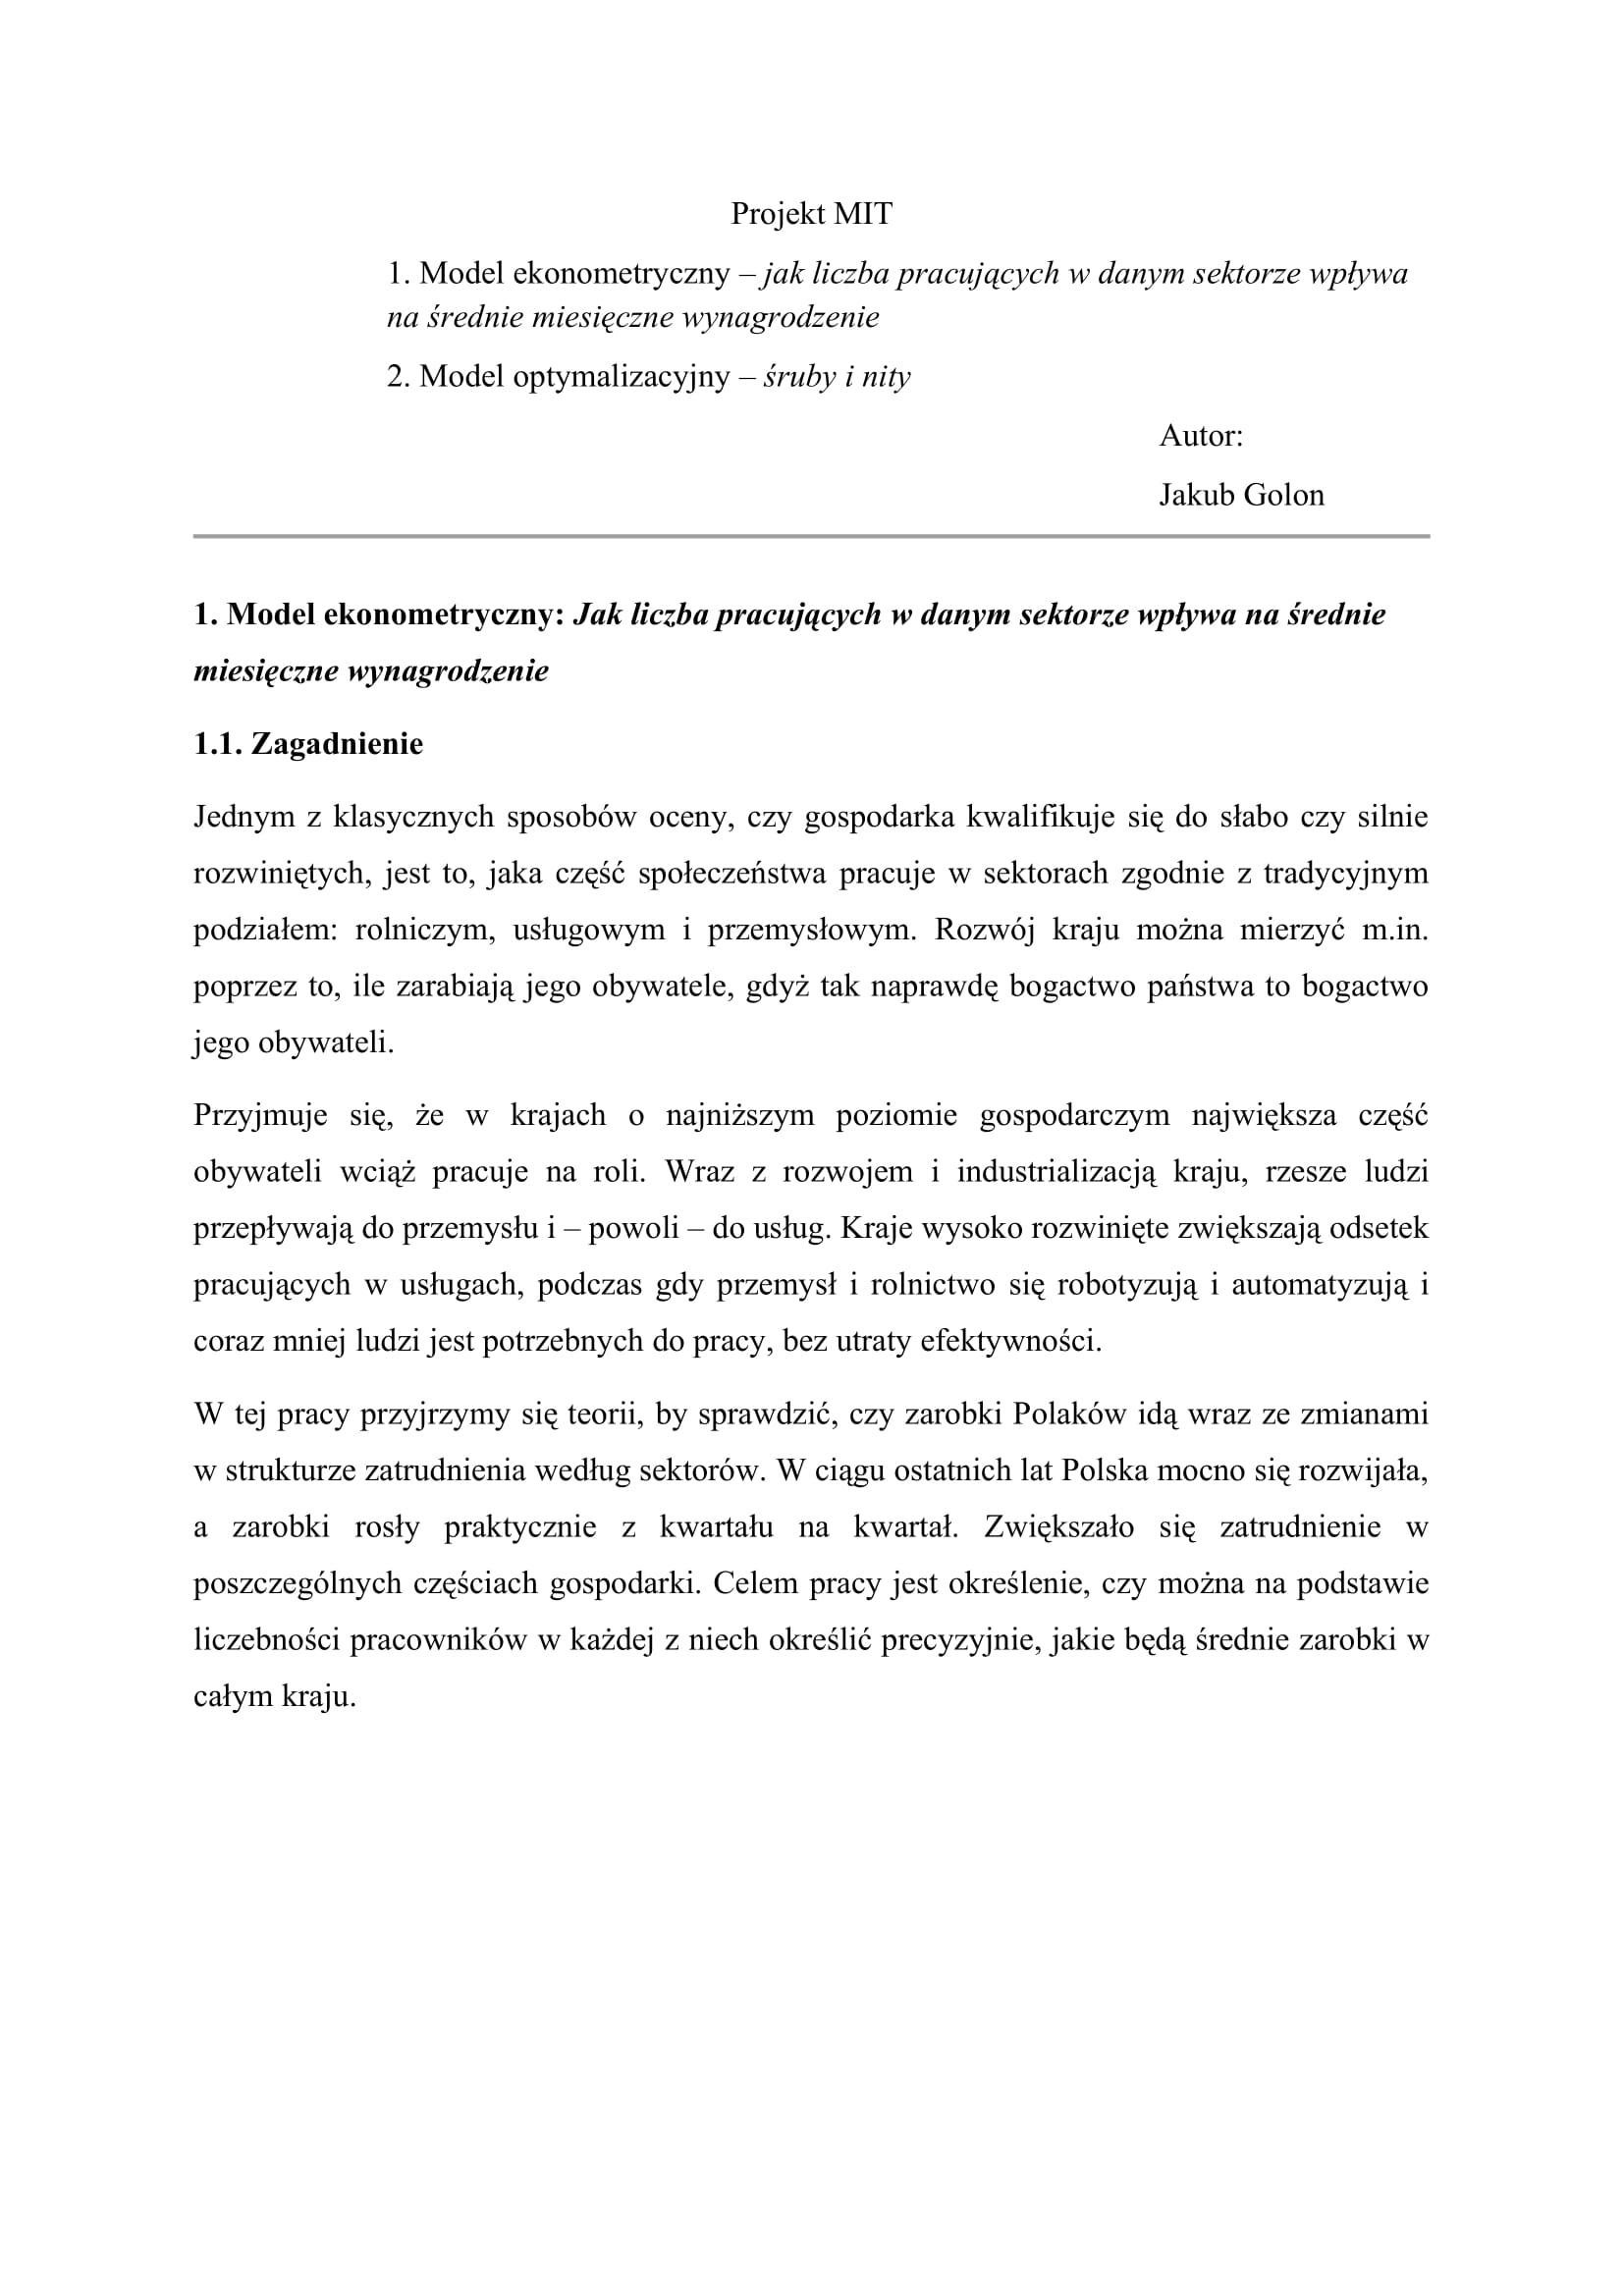 Projekt MIT
1. Model ekonometryczny – jak liczba pracujących w danym sektorze wpływa
na średnie miesięczne wynagrodzenie
2. Model optymalizacyjny – śruby i nity
Autor:
Jakub Golon
1. Model ekonometryczny: Jak liczba pracujących w danym sektorze wpływa na średnie
miesięczne wynagrodzenie
1.1. Zagadnienie
Jednym z klasycznych sposobów oceny, czy gospodarka kwalifikuje się do słabo czy silnie
rozwiniętych, jest to, jaka część społeczeństwa pracuje w sektorach zgodnie z tradycyjnym
podziałem: rolniczym, usługowym i przemysłowym. Rozwój kraju można mierzyć m.in.
poprzez to, ile zarabiają jego obywatele, gdyż tak naprawdę bogactwo państwa to bogactwo
jego obywateli.
Przyjmuje się, że w krajach o najniższym poziomie gospodarczym największa część
obywateli wciąż pracuje na roli. Wraz z rozwojem i industrializacją kraju, rzesze ludzi
przepływają do przemysłu i – powoli – do usług. Kraje wysoko rozwinięte zwiększają odsetek
pracujących w usługach, podczas gdy przemysł i rolnictwo się robotyzują i automatyzują i
coraz mniej ludzi jest potrzebnych do pracy, bez utraty efektywności.
W tej pracy przyjrzymy się teorii, by sprawdzić, czy zarobki Polaków idą wraz ze zmianami
w strukturze zatrudnienia według sektorów. W ciągu ostatnich lat Polska mocno się rozwijała,
a zarobki rosły praktycznie z kwartału na kwartał. Zwiększało się zatrudnienie w
poszczególnych częściach gospodarki. Celem pracy jest określenie, czy można na podstawie
liczebności pracowników w każdej z niech określić precyzyjnie, jakie będą średnie zarobki w
całym kraju.